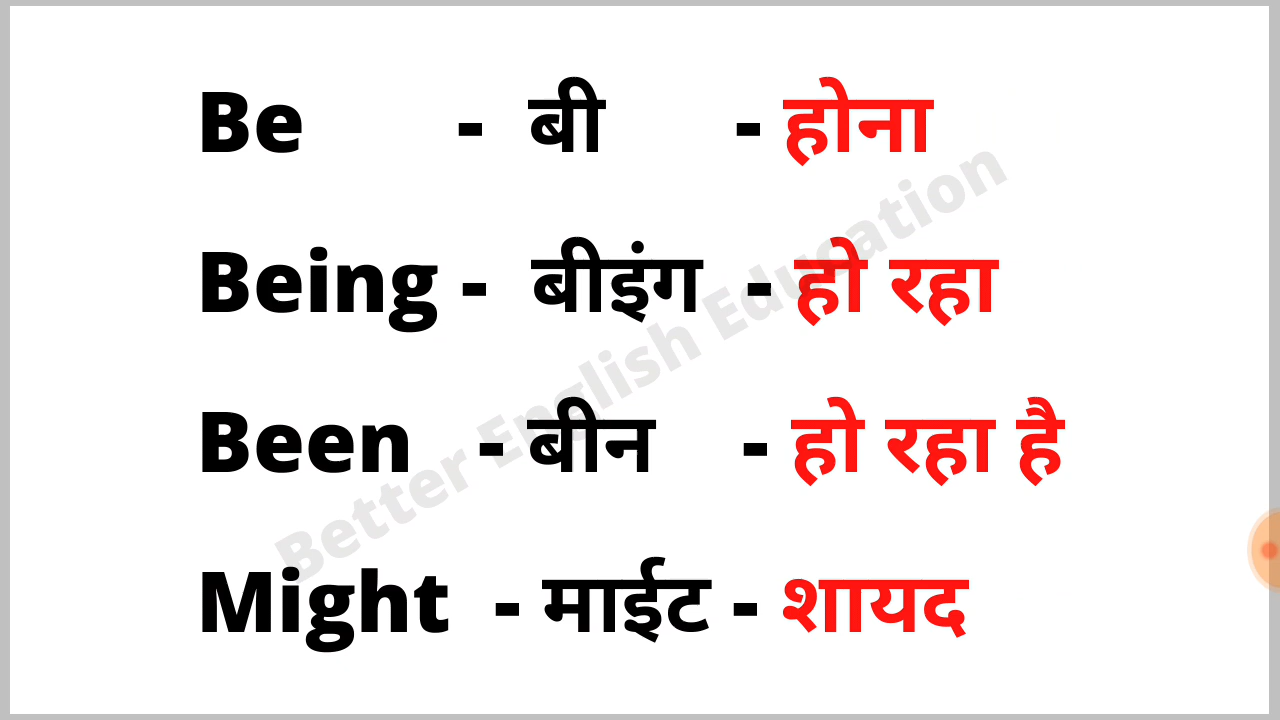 Be - बी - होना
Being - बीइंग - हो रहा
Been - बीन - हो रहा है
Might - माईट - शायद
Better English Education